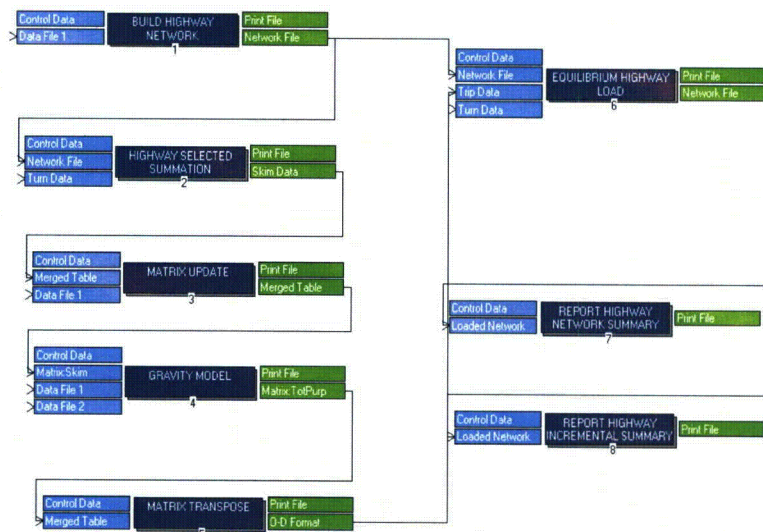 Control Data
Data File 1
BUILD HIGHWAY
NETWORK
1
Print File
Network File
Control Data
Network File
Turn Data
HIGHWAY SELECTED
SUMMATION
2
Print File
Skim Data
Control Data
Merged Table
Data File 1
MATRIX UPDATE
3
Print File
Merged Table
Control Data
Matrix:Skim
Data File 1
Data File 2
GRAVITY MODEL
4
Print File
Matrix:TotPurp
Control Data
Merged Table
MATRIX TRANSPOSE
Print File
O-D Format
Control Data
Network File
Trip Data
Turn Data
EQUILIBRIUM HIGHWAY
LOAD
6
Print File
Network File
Control Data
Loaded Network
REPORT HIGHWAY
NETWORK SUMMARY
7
Print File
Control Data
Loaded Network
REPORT HIGHWAY
INCREMENTAL SUMMARY
8
Print File